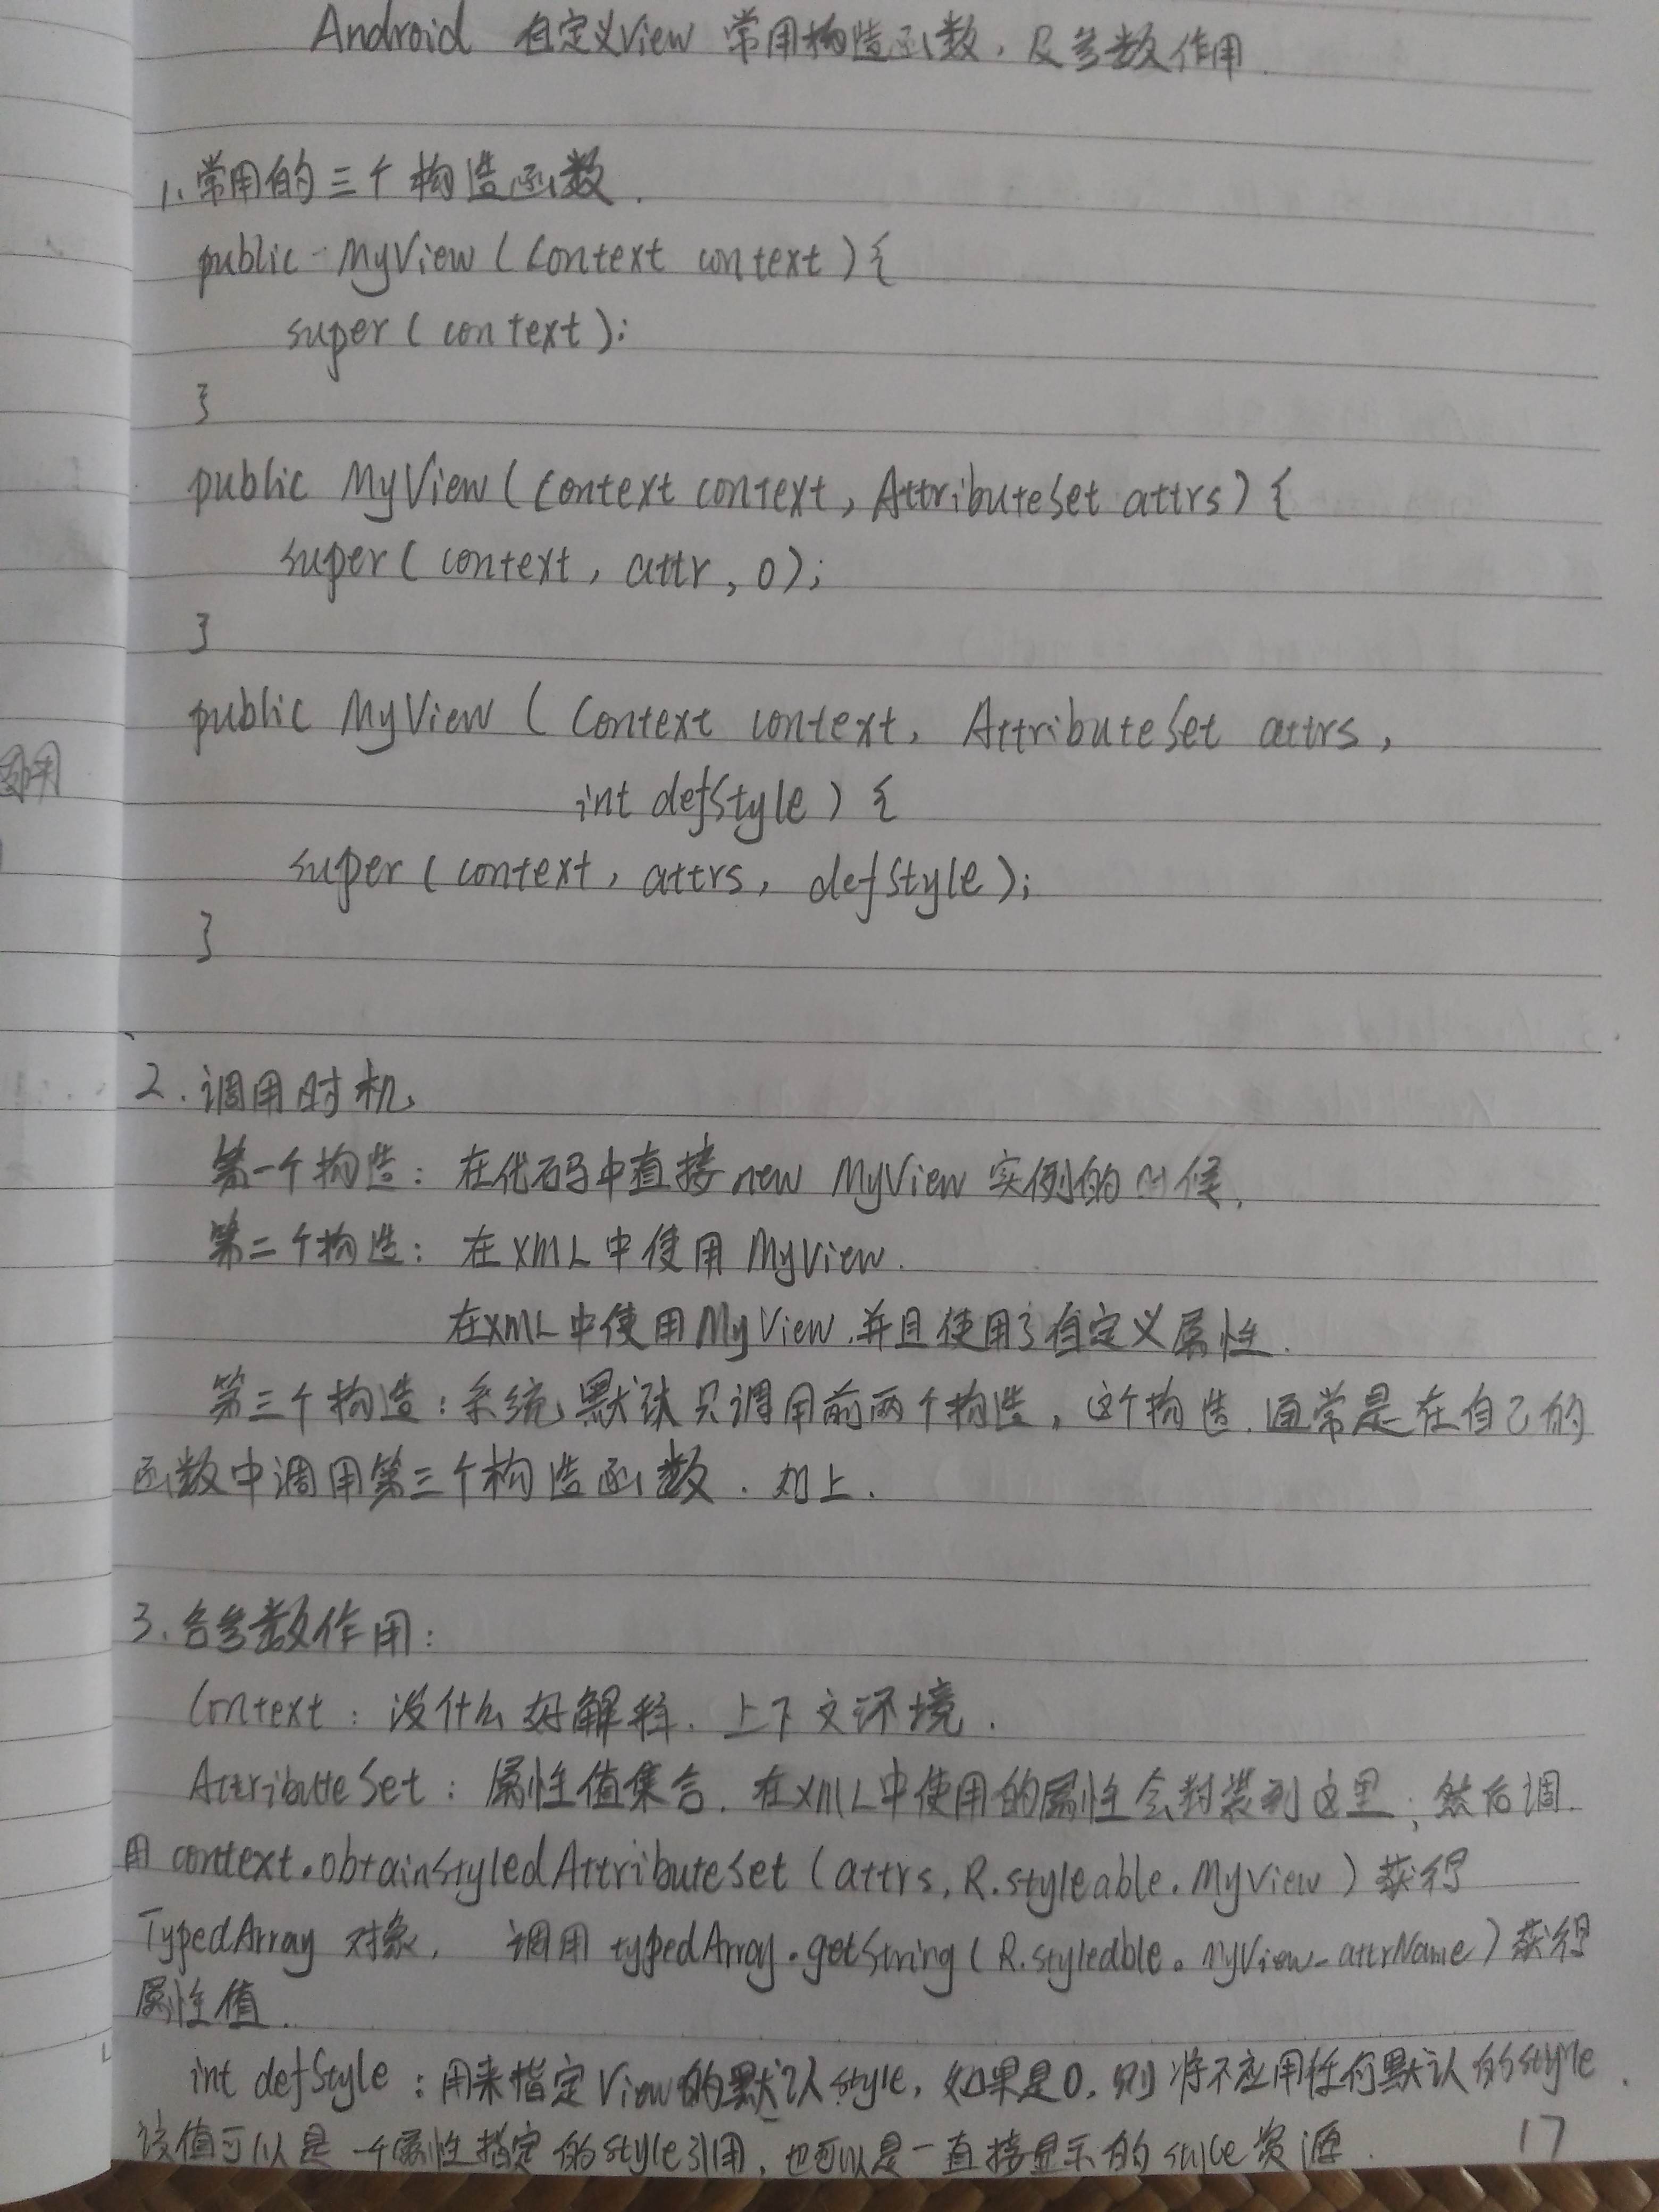 Android 自定义View 常用构造函数,及参数作用.
1.常用的三个构造函数.
public MyView (Context context) {
super ( context );
}
public MyView ( Context context, AttributeSet attrs) {
super ( context, attr, 0);
}
public MyView ( Context context, AttributeSet attrs,
int defStyle ) {
super ( context, attrs, defStyle );
}
2.调用时机
第一个构造: 在代码中直接new MyView 实例的时候.
第二个构造: 在XML中使用 MyView.
在XML中使用MyView,并且使用了自定义属性.
第三个构造:系统默认只调用前两个构造,这个构造,通常是在自己的
函数中调用第三个构造函数.如上.
3.各参数作用:
Context: 没什么好解释.上下文环境.
AttributeSet: 属性值集合.在XML中使用的属性会封装到这里,然后调
用context.obtainStyledAttributeSet (attrs, R.styleable.MyView) 获得
TypedArray 对象. 调用 typedArray.getString ( R.styleable.MyView_attrName) 获得
属性值.
int defStyle:用来指定View的默认style,如果是0,则将不应用任何默认的style.
该值可以是一个属性指定的style引用,也可以是一直接显示的style资源.
17